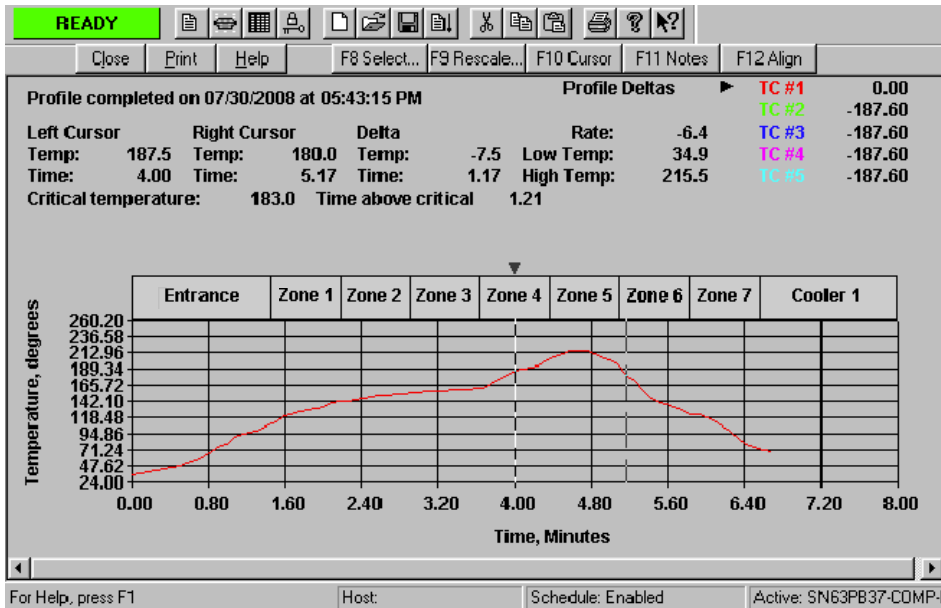 READY
Close Print Help F8 Select... F9 Rescale... F10 Cursor F11 Notes F12 Align
Profile completed on 07/30/2008 at 05:43:15 PM
Profile Deltas TC #1 0.00
TC #2 -187.60
Left Cursor Right Cursor Delta Rate: -6.4 TC #3 -187.60
Temp: 187.5 Temp: 180.0 Temp: -7.5 Low Temp: 34.9 TC #4 -187.60
Time: 4.00 Time: 5.17 Time: 1.17 High Temp: 215.5 TC #5 -187.60
Critical temperature: 183.0 Time above critical 1.21
Entrance Zone 1 Zone 2 Zone 3 Zone 4 Zone 5 Zone 6 Zone 7 Cooler 1
Temperature, degrees
260.20
236.58
212.96
189.34
165.72
142.10
118.48
94.86
71.24
47.62
24.00
0.00 0.80 1.60 2.40 3.20 4.00 4.80 5.60 6.40 7.20 8.00
Time, Minutes
For Help, press F1 Host: Schedule: Enabled Active: SN63PB37-COMP-